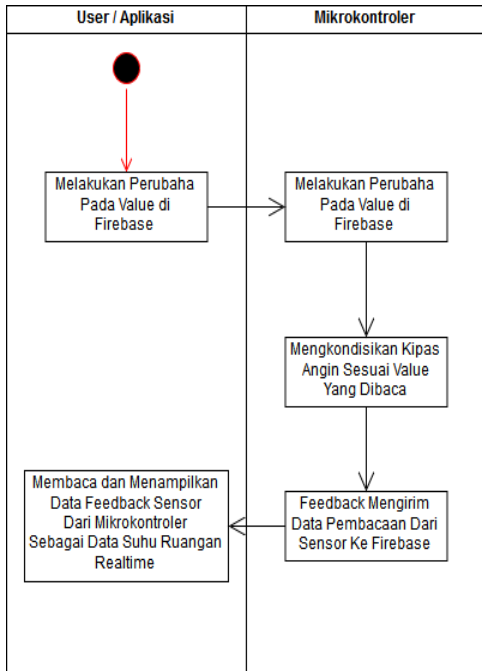 User / Aplikasi
Mikrokontroler
Melakukan Perubaha
Pada Value di
Firebase
Melakukan Perubaha
Pada Value di
Firebase
Mengkondisikan Kipas
Angin Sesuai Value
Yang Dibaca
Feedback Mengirim
Data Pembacaan Dari
Sensor Ke Firebase
Membaca dan Menampilkan
Data Feedback Sensor
Dari Mikrokontroler
Sebagai Data Suhu Ruangan
Realtime